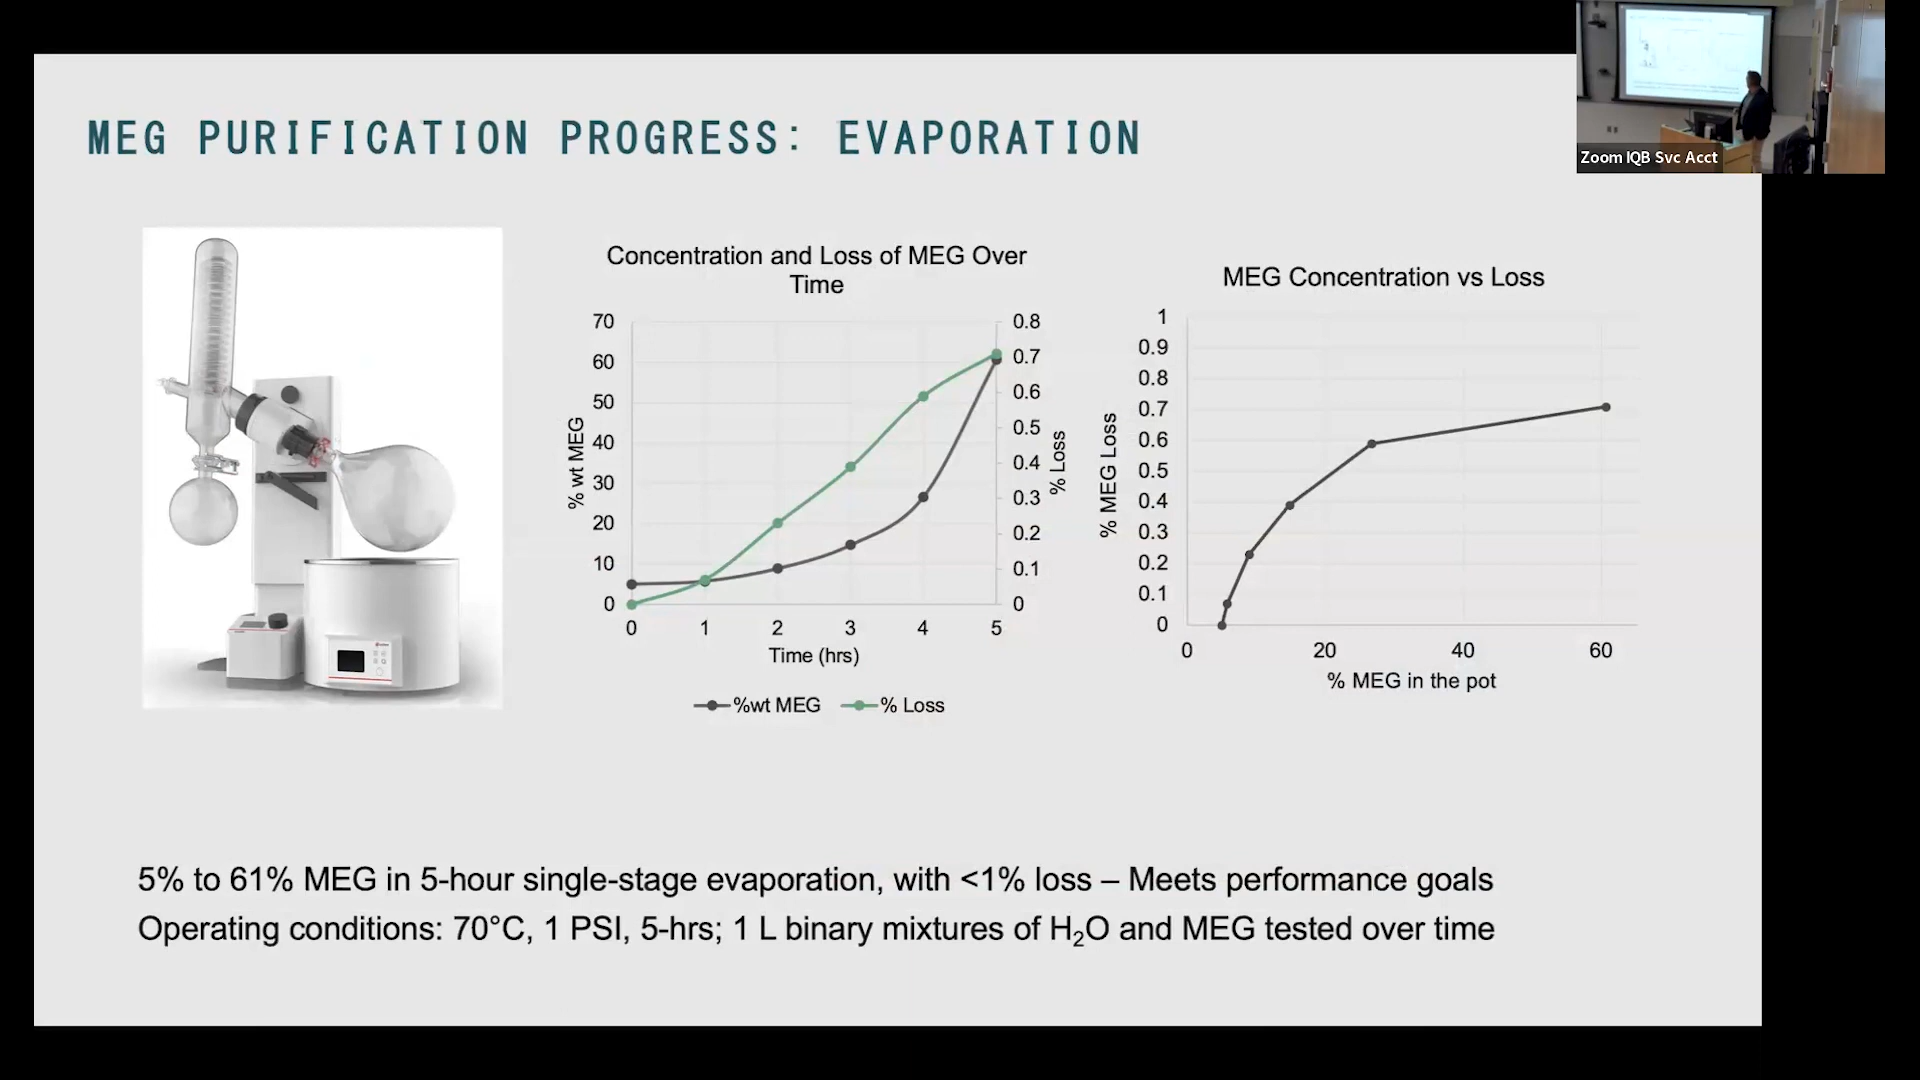 MEG PURIFICATION PROGRESS: EVAPORATION
Zoom IQB Svc Acct
Concentration and Loss of MEG Over
Time
70
60
50
40
30
20
10
0
% wt MEG
0.8
0.7
0.6
0.5
0.4
0.3
0.2
0.1
0
% Loss
0 1 2 3 4 5
Time (hrs)
%wt MEG % Loss
MEG Concentration vs Loss
1
0.9
0.8
0.7
0.6
0.5
0.4
0.3
0.2
0.1
0
% MEG Loss
0 20 40 60
% MEG in the pot
5% to 61% MEG in 5-hour single-stage evaporation, with <1% loss – Meets performance goals
Operating conditions: 70°C, 1 PSI, 5-hrs; 1 L binary mixtures of H₂O and MEG tested over time